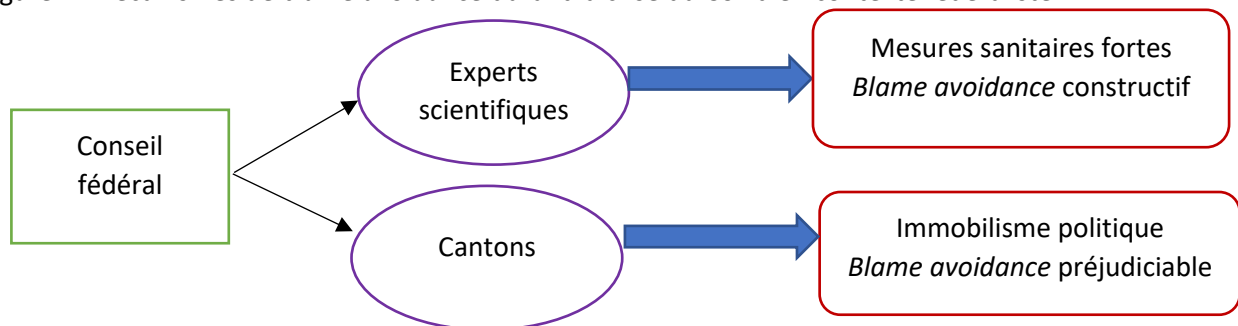 Experts
scientifiques
Mesures sanitaires fortes
Blame avoidance constructif
Conseil
fédéral
Cantons
Immobilisme politique
Blame avoidance préjudiciable